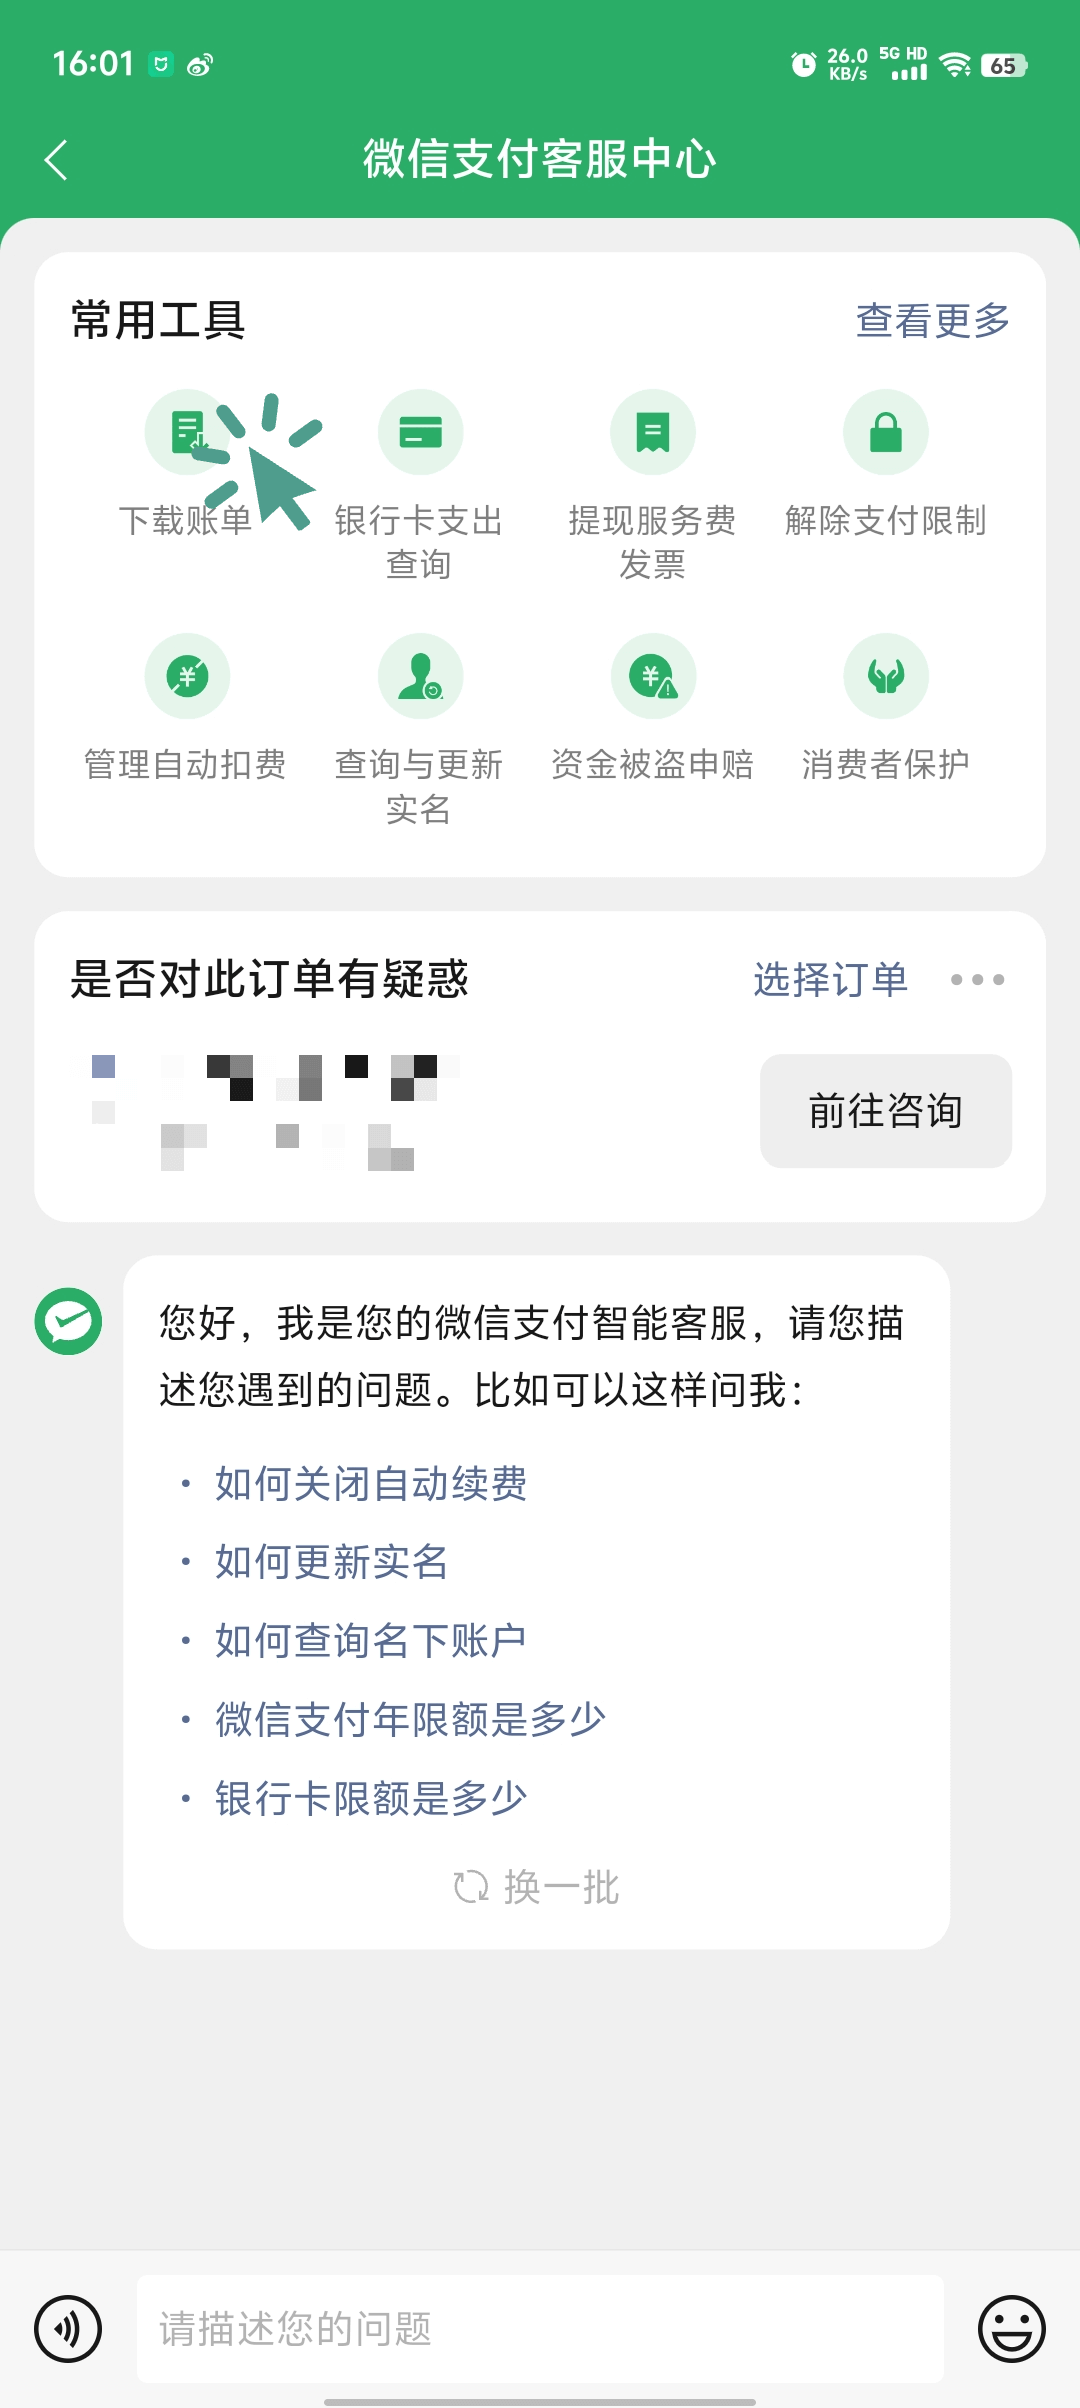 16:01
26.0 KB/s
5G HD
65
微信支付客服中心
常用工具
查看更多
下载账单
银行卡支出查询
提现服务费发票
解除支付限制
管理自动扣费
查询与更新实名
资金被盗申赔
消费者保护
是否对此订单有疑惑
选择订单
前往咨询
您好，我是您的微信支付智能客服，请您描
述您遇到的问题。比如可以这样问我：
· 如何关闭自动续费
· 如何更新实名
· 如何查询名下账户
· 微信支付年限额是多少
· 银行卡限额是多少
换一批
请描述您的问题